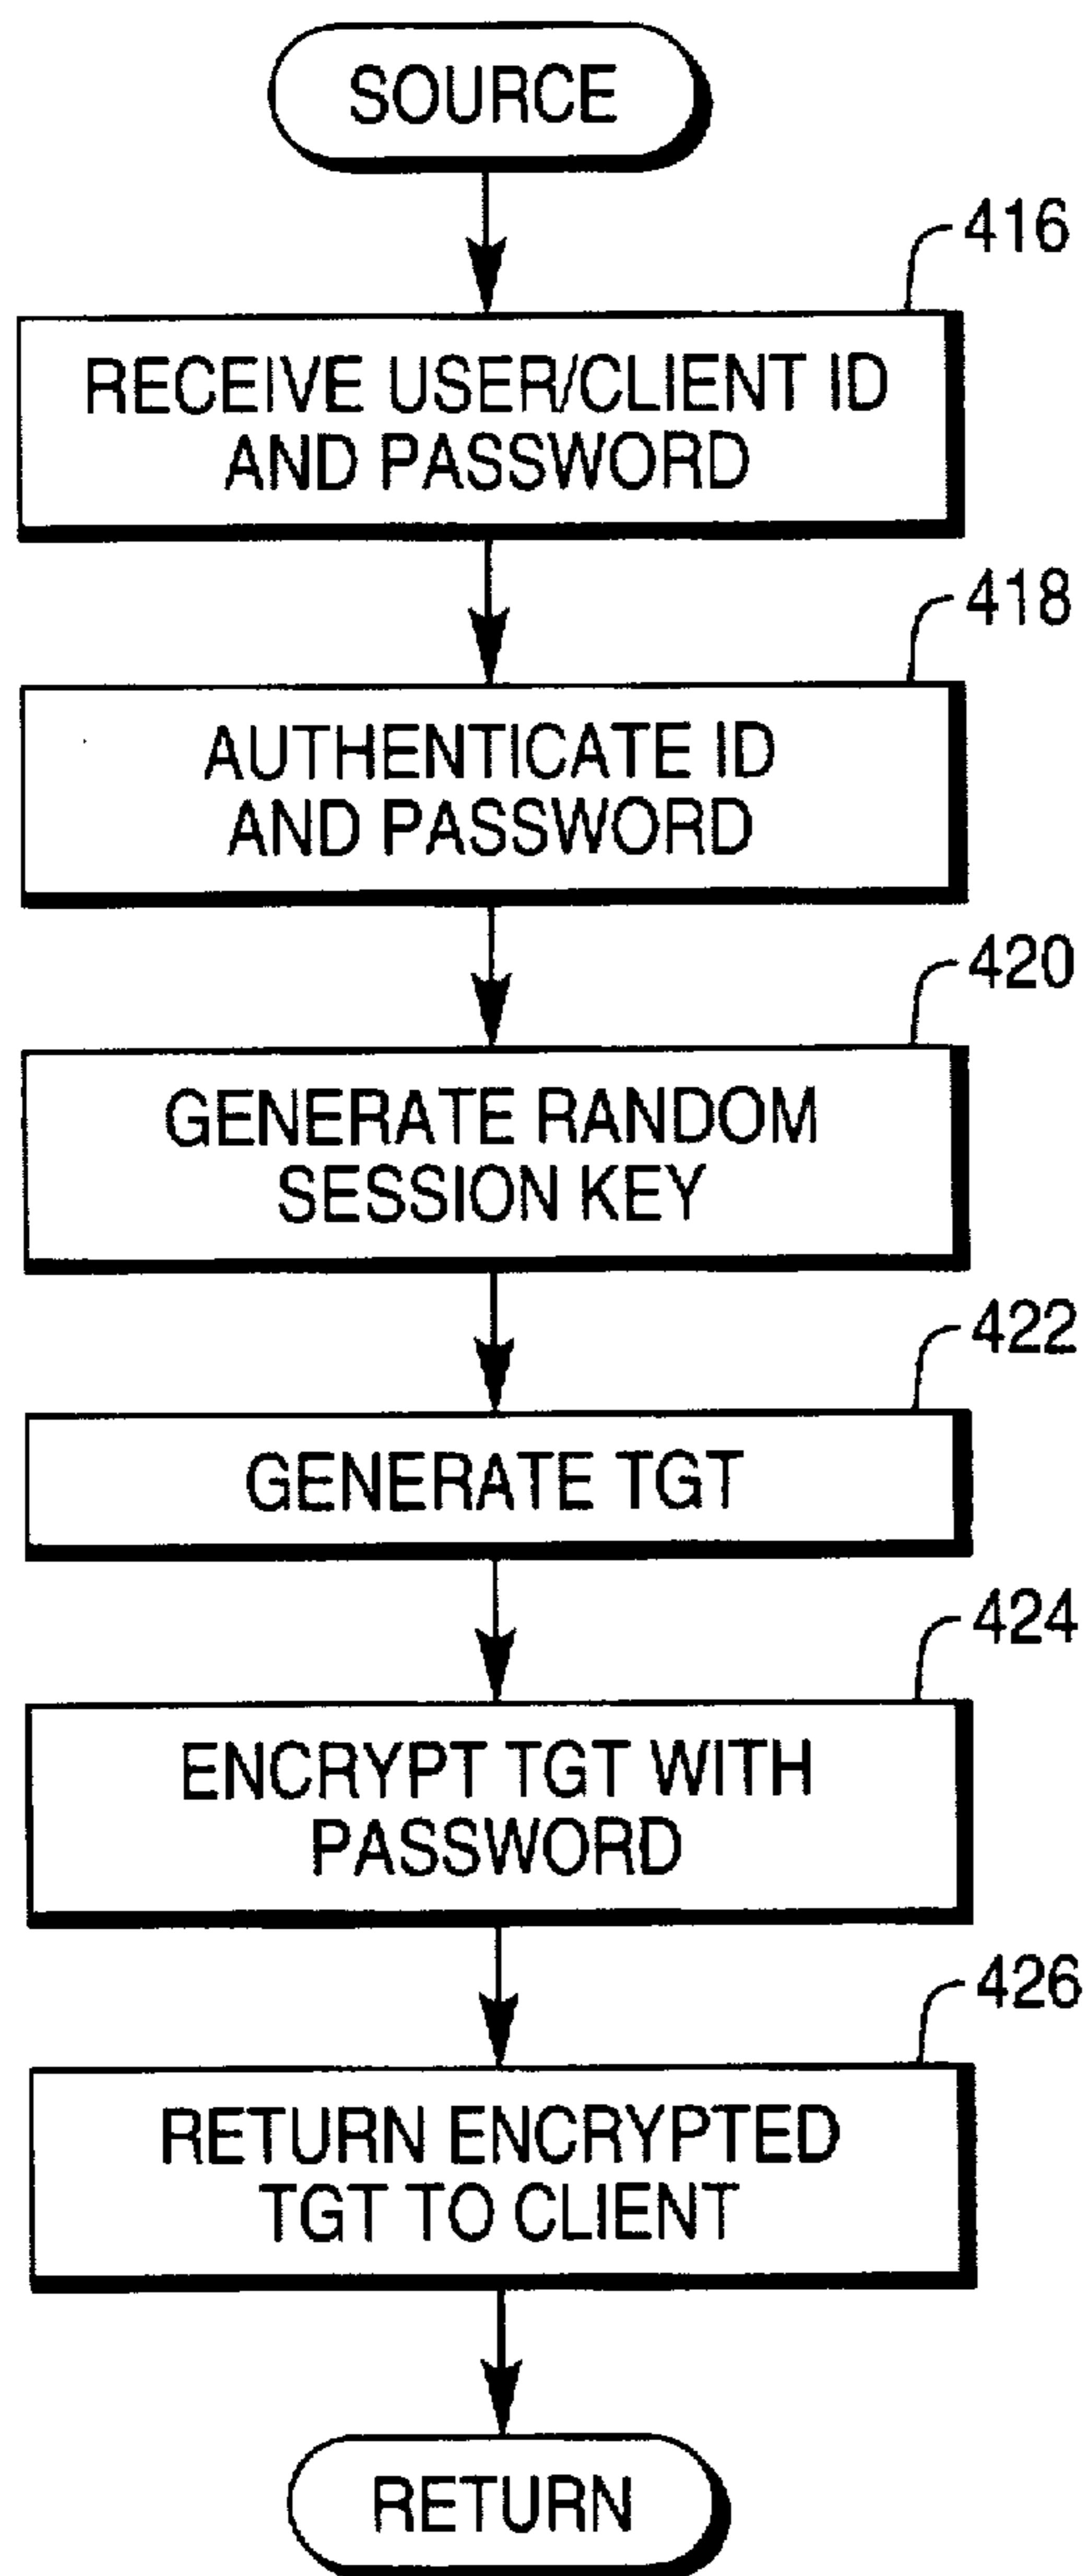 SOURCE
416
RECEIVE USER/CLIENT ID
AND PASSWORD
418
AUTHENTICATE ID
AND PASSWORD
420
GENERATE RANDOM
SESSION KEY
422
GENERATE TGT
424
ENCRYPT TGT WITH
PASSWORD
426
RETURN ENCRYPTED
TGT TO CLIENT
RETURN